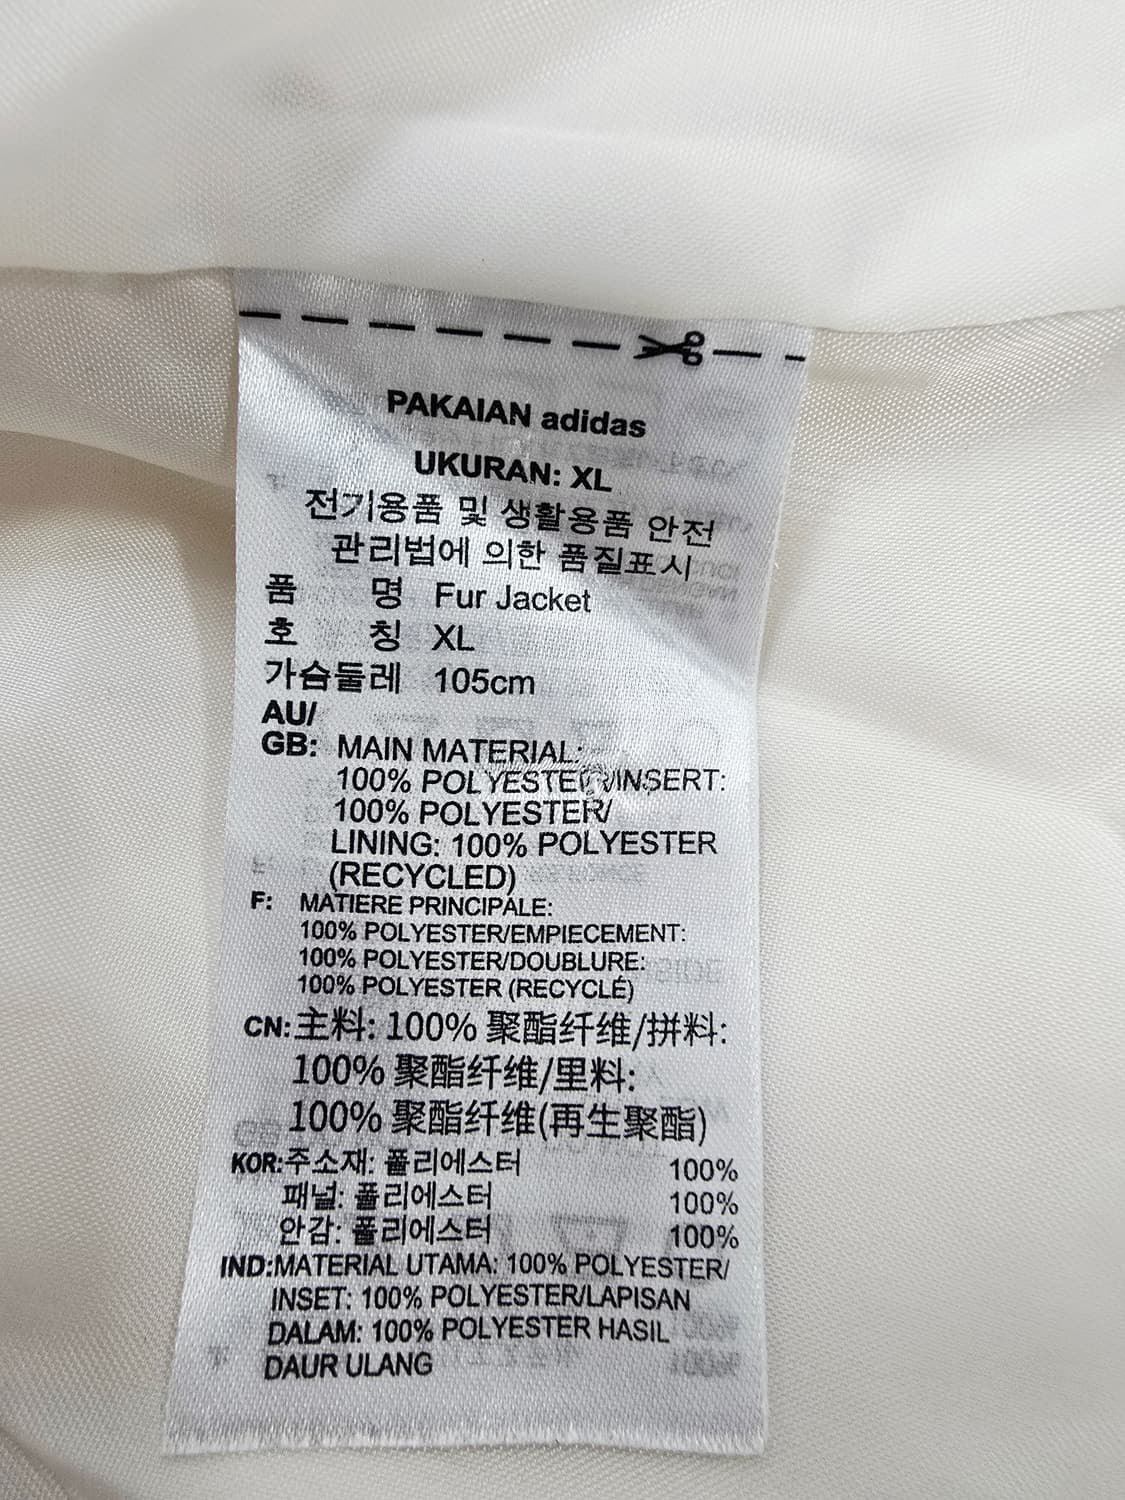 PAKAIAN adidas
UKURAN: XL
전기용품 및 생활용품 안전
관리법에 의한 품질표시
품 명 Fur Jacket
호 칭 XL
가슴둘레 105cm
AU/
GB: MAIN MATERIAL:
100% POLYESTER/INSERT:
100% POLYESTER/
LINING: 100% POLYESTER
(RECYCLED)
F: MATIERE PRINCIPALE:
100% POLYESTER/EMPIECEMENT:
100% POLYESTER/DOUBLURE:
100% POLYESTER (RECYCLÉ)
CN: 主料: 100% 聚酯纤维/拼料:
100% 聚酯纤维/里料:
100% 聚酯纤维(再生聚酯)
KOR:주소재: 폴리에스터 100%
패널: 폴리에스터 100%
안감: 폴리에스터 100%
IND:MATERIAL UTAMA: 100% POLYESTER/
INSET: 100% POLYESTER/LAPISAN
DALAM: 100% POLYESTER HASIL
DAUR ULANG